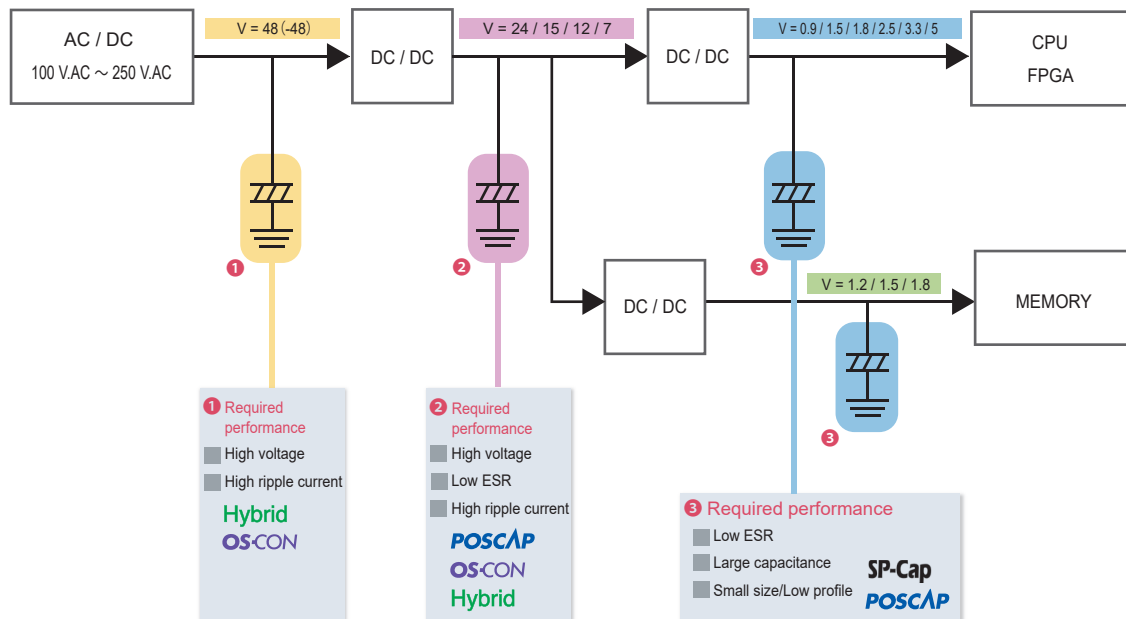 AC / DC
100 V.AC ～ 250 V.AC
V = 48 (-48)
DC / DC
V = 24 / 15 / 12 / 7
DC / DC
V = 0.9 / 1.5 / 1.8 / 2.5 / 3.3 / 5
CPU
FPGA
1
2
3
DC / DC
V = 1.2 / 1.5 / 1.8
MEMORY
3
1 Required
performance
High voltage
High ripple current
Hybrid
OS-CON
2 Required
performance
High voltage
Low ESR
High ripple current
POSCAP
OS-CON
Hybrid
3 Required performance
Low ESR
Large capacitance
Small size/Low profile
SP-Cap
POSCAP